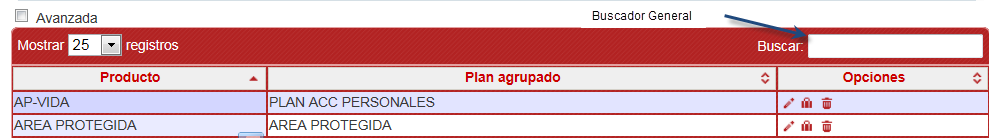 Avanzada
Buscador General
Mostrar 25 registros
Buscar:
Producto Plan agrupado Opciones
AP-VIDA PLAN ACC PERSONALES
AREA PROTEGIDA AREA PROTEGIDA